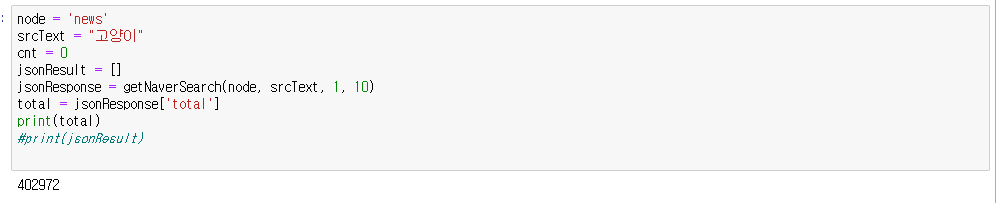 :
node = 'news'
srcText = "고양이"
cnt = 0
jsonResult = []
jsonResponse = getNaverSearch(node, srcText, 1, 10)
total = jsonResponse['total']
print(total)
#print(jsonResult)
402972